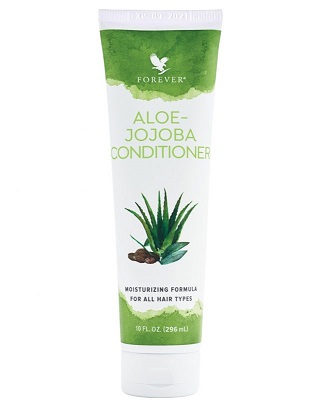 FOREVER®
ALOE-
JOJOBA
CONDITIONER
MOISTURIZING FORMULA
FOR ALL HAIR TYPES
10 FL. OZ. (296 mL)